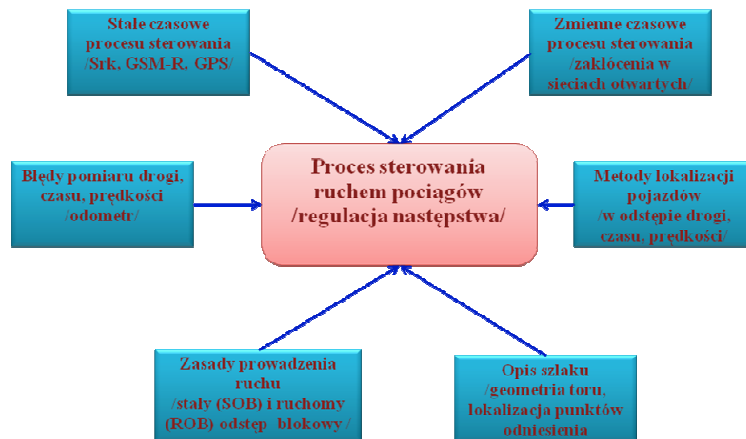 Stałe czasowe
procesu sterowania
/Srk, GSM-R, GPS/
Zmienne czasowe
procesu sterowania
/zakłócenia w
sieciach otwartych/
Błędy pomiaru drogi,
czasu, prędkości
/odometr/
Proces sterowania
ruchem pociągów
/regulacja następstwa/
Metody lokalizacji
pojazdów
/w odstępie drogi,
czasu, prędkości/
Zasady prowadzenia
ruchu
/stały (SOB) i ruchomy
(ROB) odstęp blokowy /
Opis szlaku
/geometria toru,
lokalizacja punktów
odniesienia